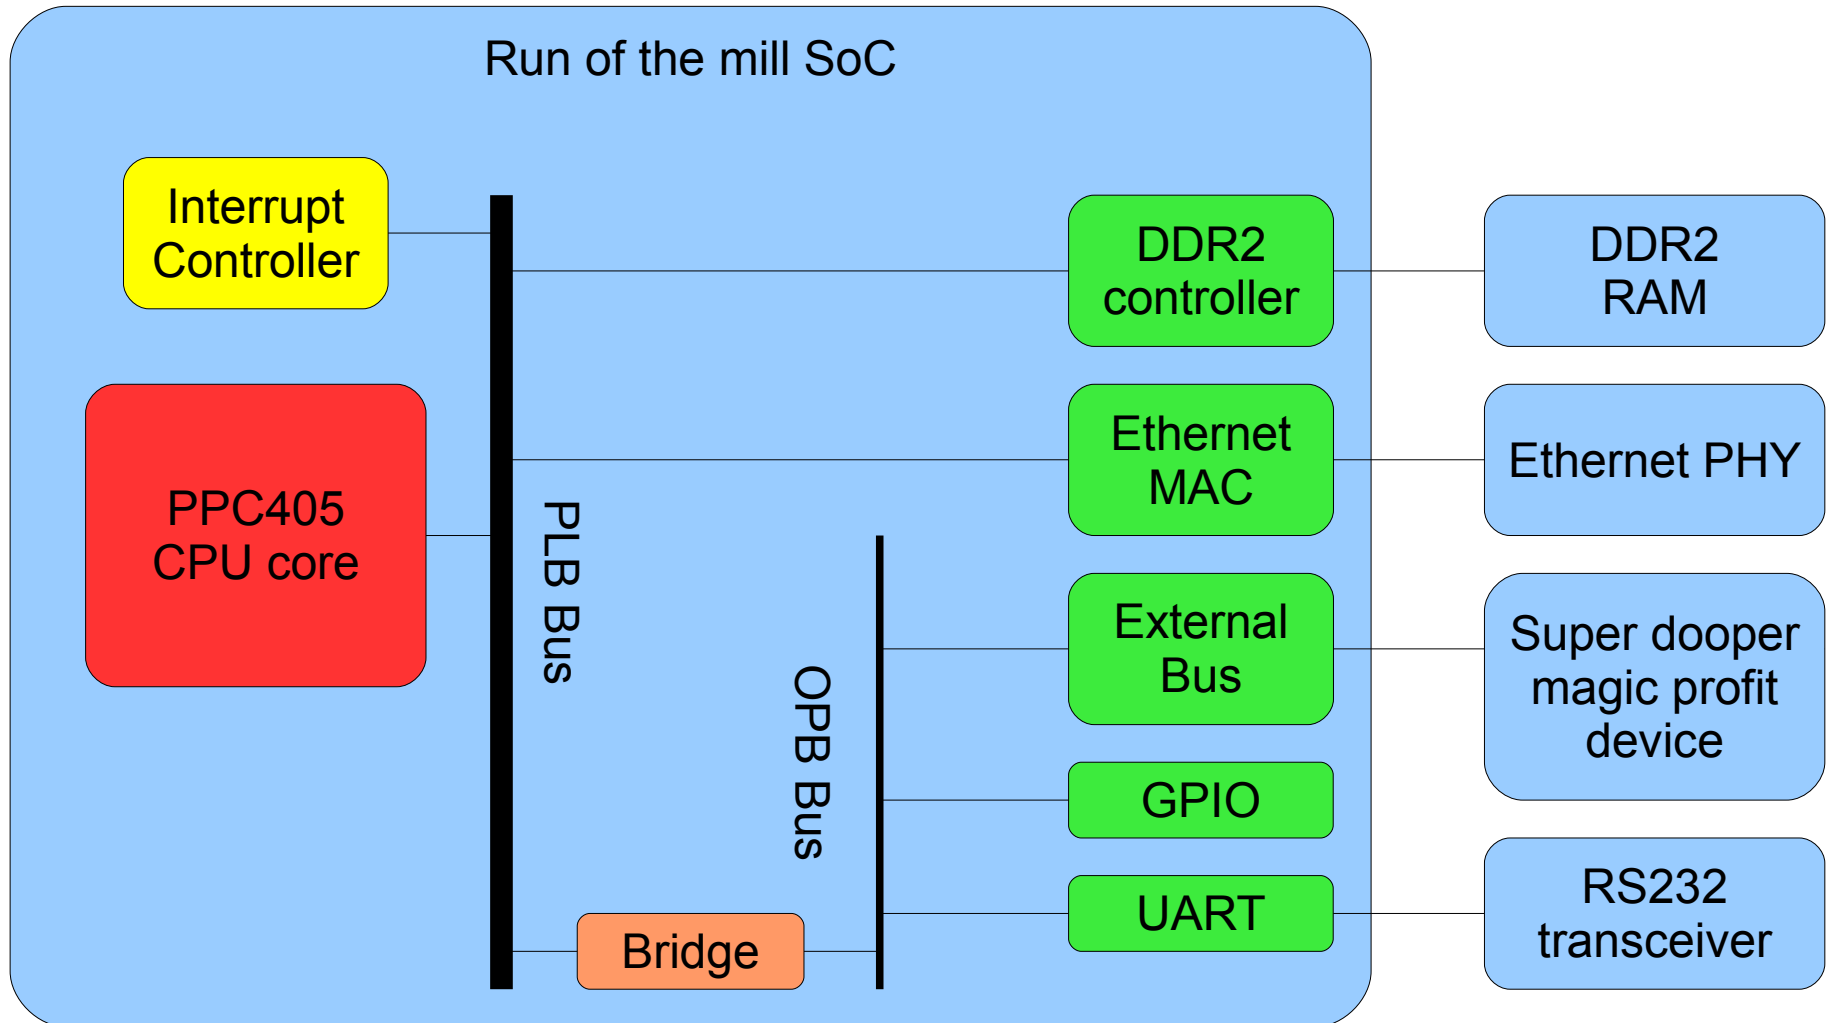 Run of the mill SoC
Interrupt
Controller
DDR2
controller
DDR2
RAM
PPC405
CPU core
PLB Bus
Ethernet
MAC
Ethernet PHY
OPB Bus
External
Bus
Super dooper
magic profit
device
GPIO
UART
RS232
transceiver
Bridge